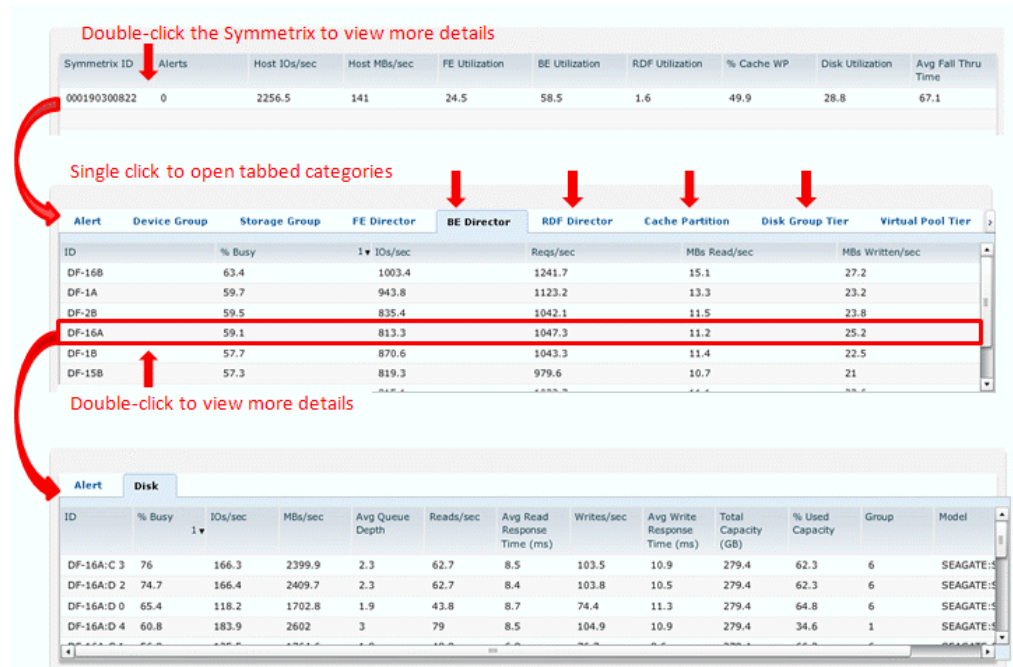 Double-click the Symmetrix to view more details
Symmetrix ID Alerts Host IOs/sec Host MBs/sec FE Utilization BE Utilization RDF Utilization % Cache WP Disk Utilization Avg Fall Thru
Time
000190300822 0 2256.5 141 24.5 58.5 1.6 49.9 28.8 67.1
Single click to open tabbed categories
Alert Device Group Storage Group FE Director BE Director RDF Director Cache Partition Disk Group Tier Virtual Pool Tier
ID % Busy 1 IOs/sec Reqs/sec MBs Read/sec MBs Written/sec
DF-16B 63.4 1003.4 1241.7 15.1 27.2
DF-1A 59.7 943.8 1123.2 13.3 23.2
DF-2B 59.5 835.4 1042.1 11.5 23.8
DF-16A 59.1 813.3 1047.3 11.2 25.2
DF-1B 57.7 870.6 1043.3 11.4 22.5
DF-15B 57.3 819.3 979.6 10.7 21
Double-click to view more details
Alert Disk
ID % Busy IOs/sec MBs/sec Avg Queue Reads/sec Avg Read Writes/sec Avg Write Total % Used Group Model
1 Depth Response Response Capacity Capacity
Time (ms) Time (ms) (GB)
DF-16A:C 3 76 166.3 2399.9 2.3 62.7 8.5 103.5 10.9 279.4 62.3 6 SEAGATE:S
DF-16A:D 2 74.7 166.4 2409.7 2.3 62.7 8.4 103.8 10.5 279.4 62.3 6 SEAGATE:S
DF-16A:D 0 65.4 118.2 1702.8 1.9 43.8 8.7 74.4 11.3 279.4 64.8 6 SEAGATE:S
DF-16A:D 4 60.8 183.9 2602 3 79 8.5 104.9 10.9 279.4 34.6 1 SEAGATE:S